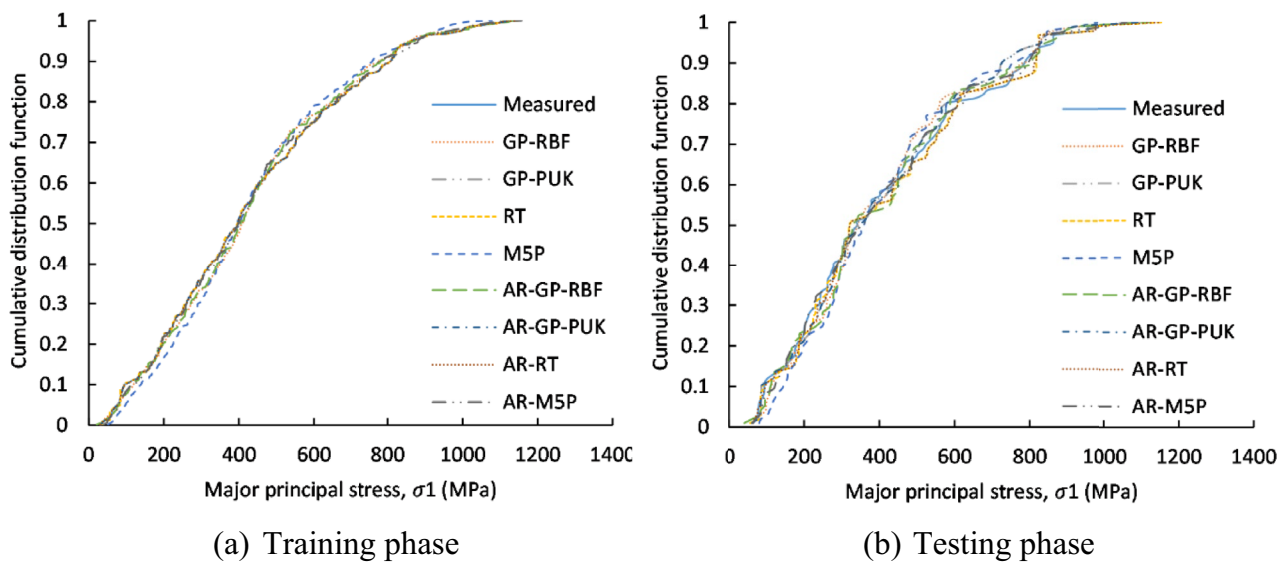 Cumulative distribution function
1
0.9
0.8
0.7
0.6
0.5
0.4
0.3
0.2
0.1
0
0 200 400 600 800 1000 1200 1400
Major principal stress, σ1 (MPa)
Measured
GP-RBF
GP-PUK
RT
M5P
AR-GP-RBF
AR-GP-PUK
AR-RT
AR-M5P
(a) Training phase
Cumulative distribution function
1
0.9
0.8
0.7
0.6
0.5
0.4
0.3
0.2
0.1
0
0 200 400 600 800 1000 1200 1400
Major principal stress, σ1 (MPa)
Measured
GP-RBF
GP-PUK
RT
M5P
AR-GP-RBF
AR-GP-PUK
AR-RT
AR-M5P
(b) Testing phase